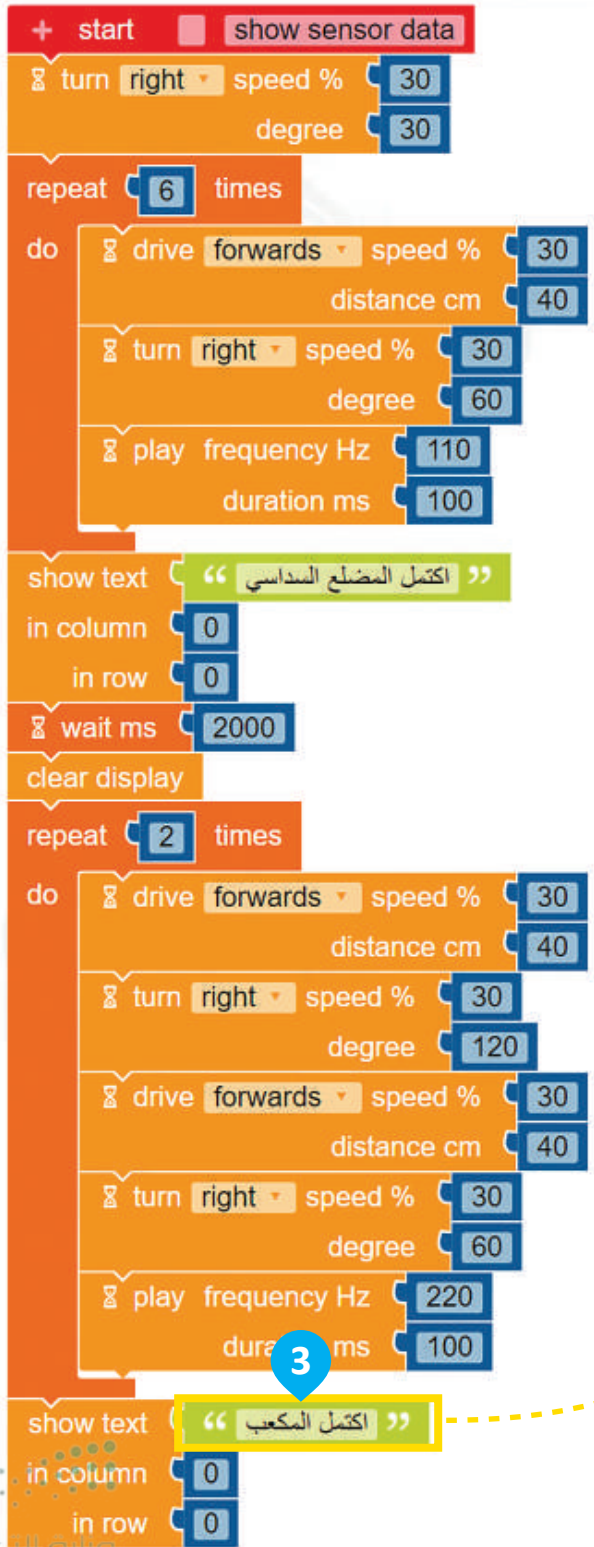 + start show sensor data
turn right speed % 30
degree 30
repeat 6 times
do drive forwards speed % 30
distance cm 40
turn right speed % 30
degree 60
play frequency Hz 110
duration ms 100
show text “ اكتمل المضلع السداسي ”
in column 0
in row 0
wait ms 2000
clear display
repeat 2 times
do drive forwards speed % 30
distance cm 40
turn right speed % 30
degree 120
drive forwards speed % 30
distance cm 40
turn right speed % 30
degree 60
play frequency Hz 220
ms 100
3
show text “ اكتمل المكعب ”
in column 0
in row 0